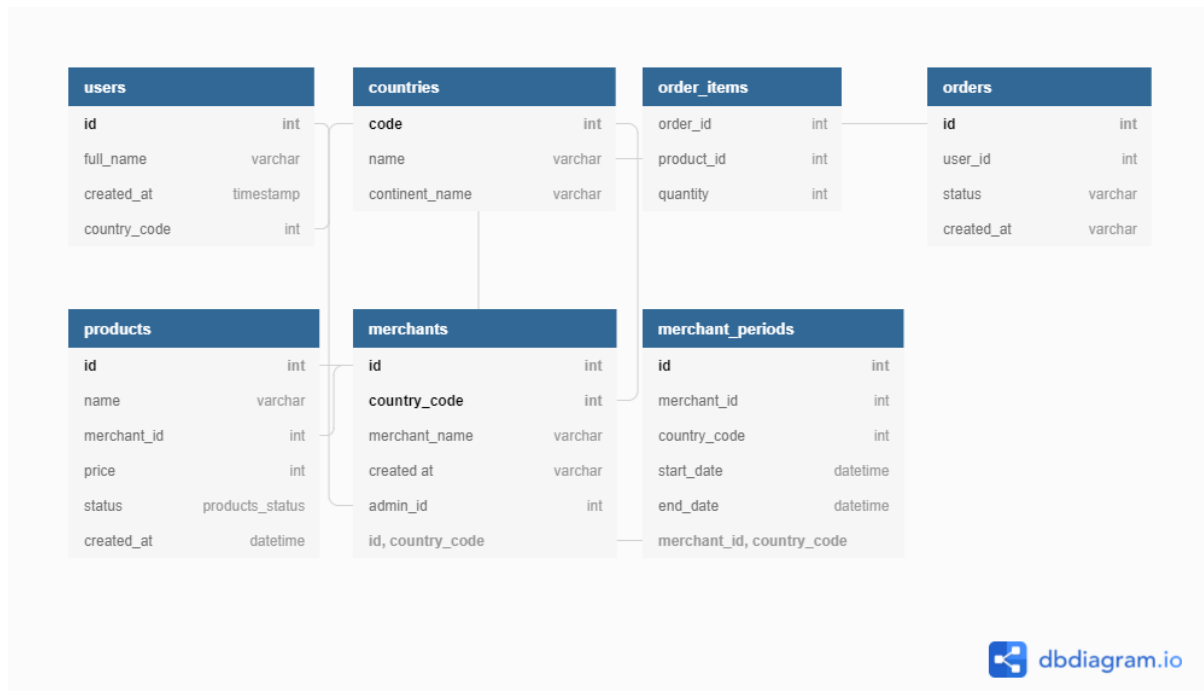 users
id int
full_name varchar
created_at timestamp
country_code int
countries
code int
name varchar
continent_name varchar
order_items
order_id int
product_id int
quantity int
orders
id int
user_id int
status varchar
created_at varchar
products
id int
name varchar
merchant_id int
price int
status products_status
created_at datetime
merchants
id int
country_code int
merchant_name varchar
created at varchar
admin_id int
id, country_code
merchant_periods
id int
merchant_id int
country_code int
start_date datetime
end_date datetime
merchant_id, country_code
dbdiagram.io